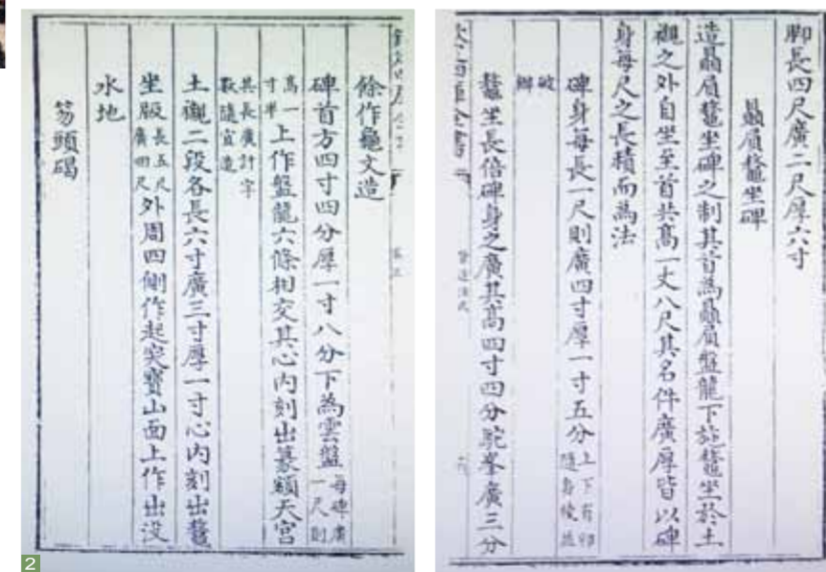 脚長四尺廣二尺厚六寸
贔屓鼇坐碑
造贔屓鼇坐碑之制其首為贔屓盤龍下施鼇坐於土
襯之外自坐至首共高一丈八尺其名件廣厚皆以碑
身每尺之長積而為法
碑身每長一尺則廣四寸厚一寸五分上下有卯隨身稜並
破瓣
鼇坐長倍碑身之廣其高四寸四分駝峯廣三分
餘作龜文造
碑首方四寸四分厚一寸八分下為雲盤每碑廣一尺則
高一寸半上作盤龍六條相交其心內刻出篆額天宮
其長廣計字數隨宜造
土襯二段各長六寸廣三寸厚一寸心內刻出鼇
坐版長五尺廣四尺外周四側作起突寶山面上作出没
水地
笏頭碣
2